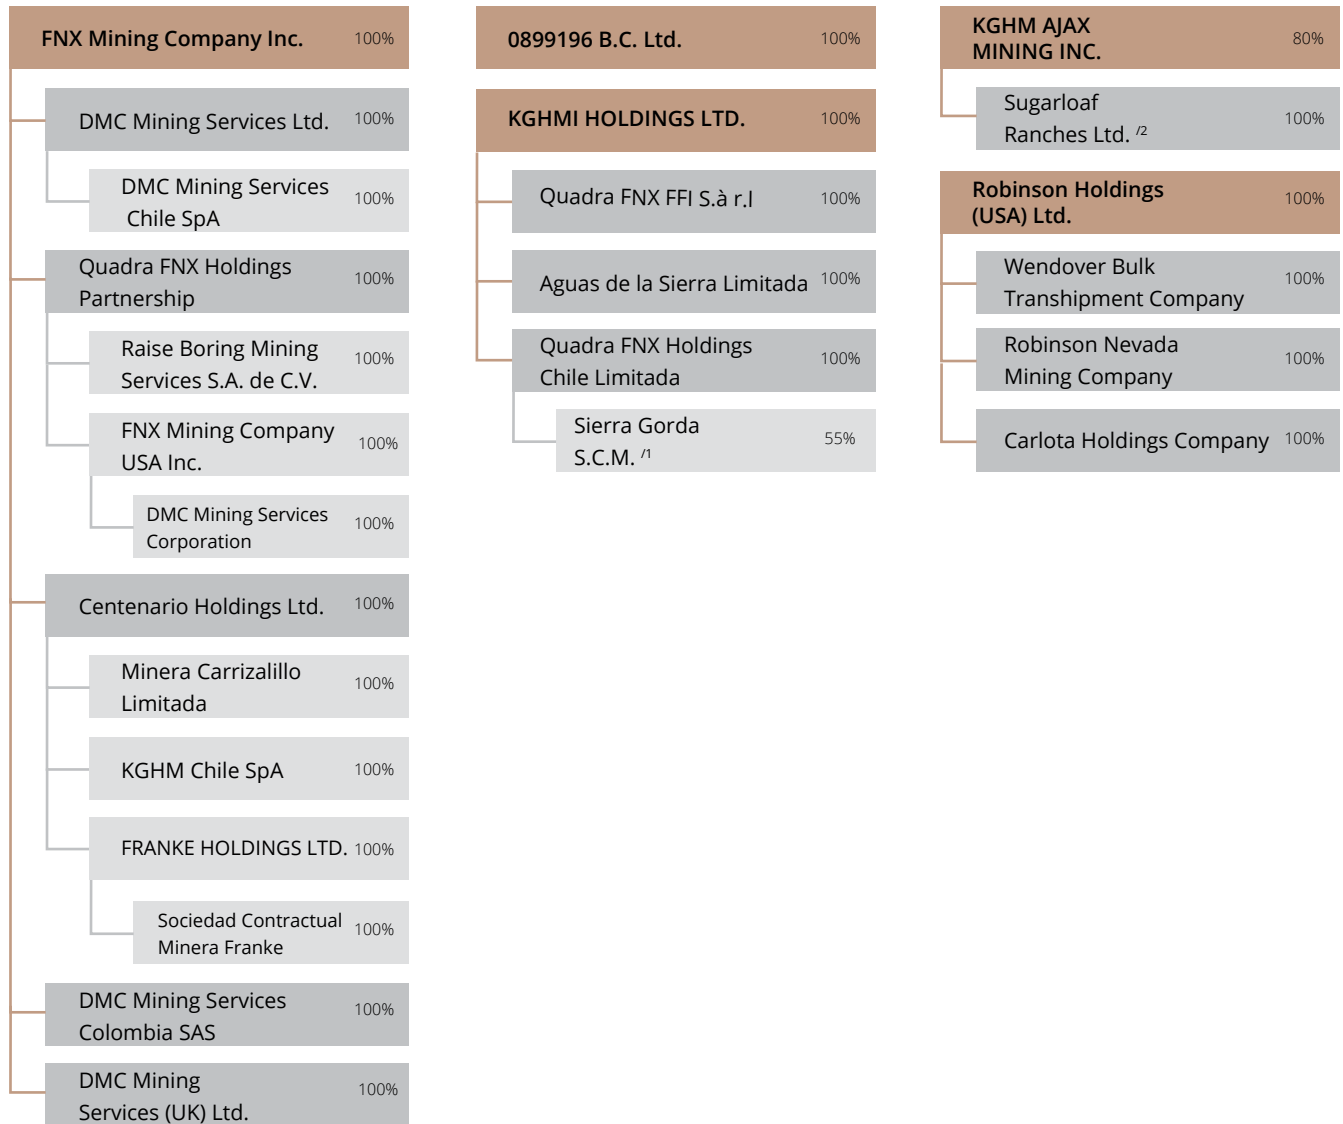 FNX Mining Company Inc. 100%
DMC Mining Services Ltd. 100%
DMC Mining Services
Chile SpA 100%
Quadra FNX Holdings
Partnership 100%
Raise Boring Mining
Services S.A. de C.V. 100%
FNX Mining Company
USA Inc. 100%
DMC Mining Services
Corporation 100%
Centenario Holdings Ltd. 100%
Minera Carrizalillo
Limitada 100%
KGHM Chile SpA 100%
FRANKE HOLDINGS LTD. 100%
Sociedad Contractual
Minera Franke 100%
DMC Mining Services
Colombia SAS 100%
DMC Mining
Services (UK) Ltd. 100%
0899196 B.C. Ltd. 100%
KGHMI HOLDINGS LTD. 100%
Quadra FNX FFI S.à r.l 100%
Aguas de la Sierra Limitada 100%
Quadra FNX Holdings
Chile Limitada 100%
Sierra Gorda
S.C.M. /1 55%
KGHM AJAX
MINING INC. 80%
Sugarloaf
Ranches Ltd. /2 100%
Robinson Holdings
(USA) Ltd. 100%
Wendover Bulk
Transhipment Company 100%
Robinson Nevada
Mining Company 100%
Carlota Holdings Company 100%